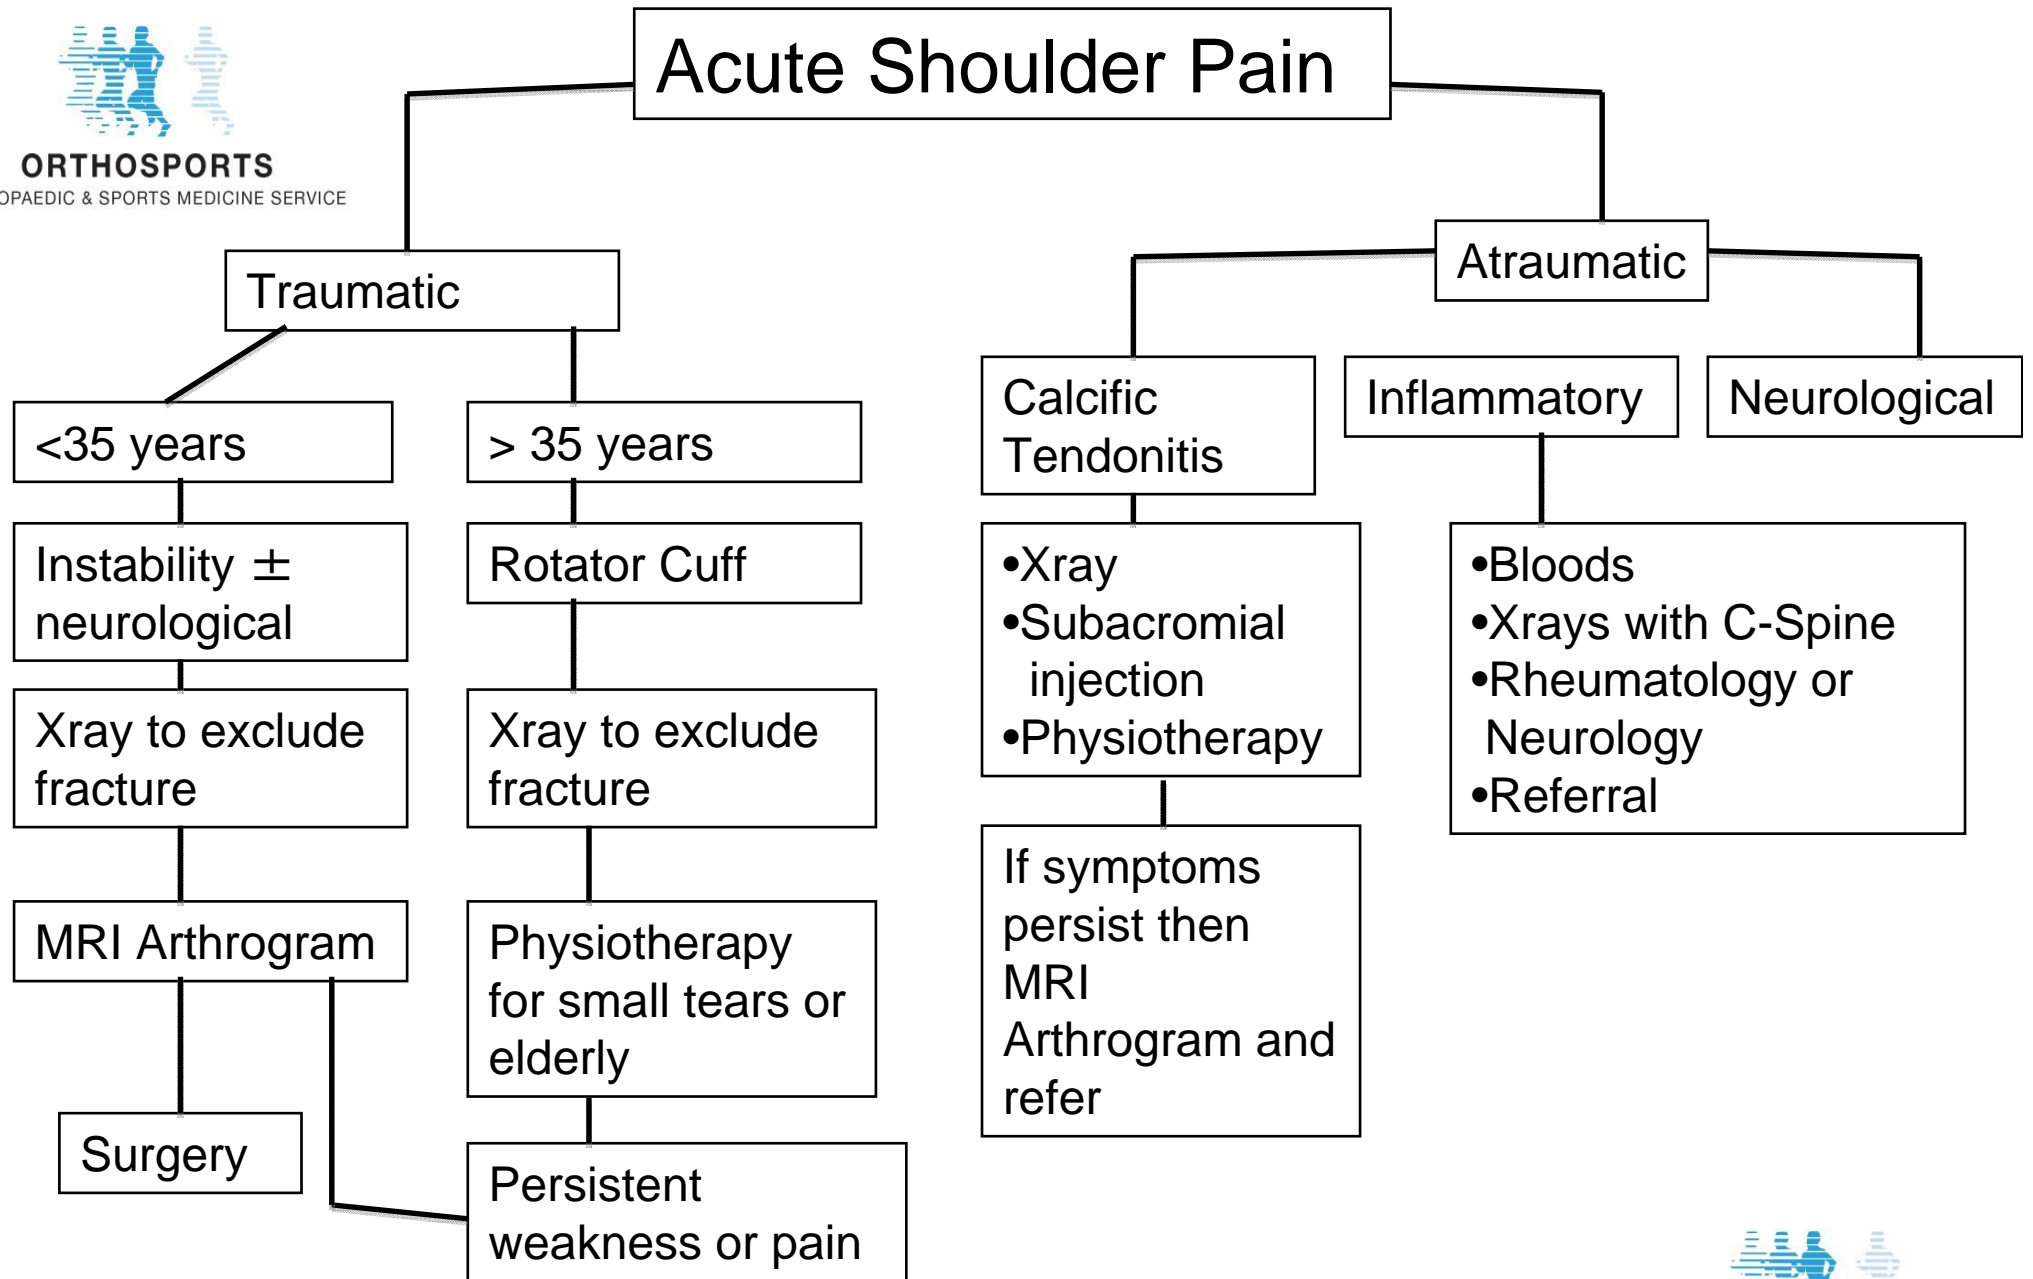 Acute Shoulder Pain
ORTHOSPORTS
OPAEDIC & SPORTS MEDICINE SERVICE
Traumatic
Atraumatic
<35 years
> 35 years
Calcific
Tendonitis
Inflammatory
Neurological
Instability ±
neurological
Rotator Cuff
•Xray
•Subacromial
injection
•Physiotherapy
•Bloods
•Xrays with C-Spine
•Rheumatology or
Neurology
•Referral
Xray to exclude
fracture
Xray to exclude
fracture
MRI Arthrogram
Physiotherapy
for small tears or
elderly
If symptoms
persist then
MRI
Arthrogram and
refer
Surgery
Persistent
weakness or pain